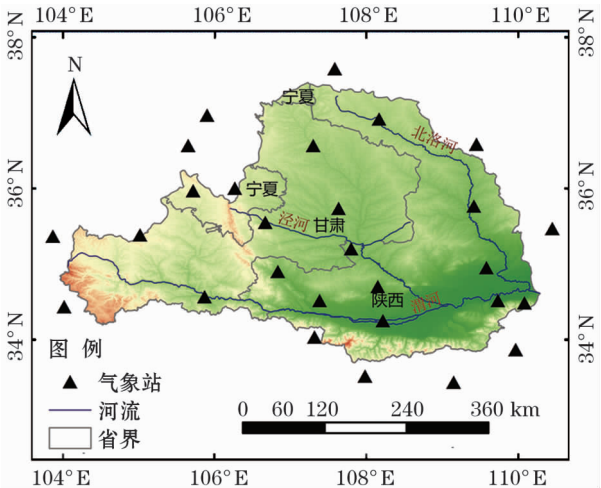 104°E 106°E 108°E 110°E
38°N 38°N
N
宁夏
北洛河
36°N 宁夏 36°N
泾河 甘肃
陕西 渭河
34°N 34°N
图 例
气象站
河流
省界
0 60 120 240 360 km
104°E 106°E 108°E 110°E